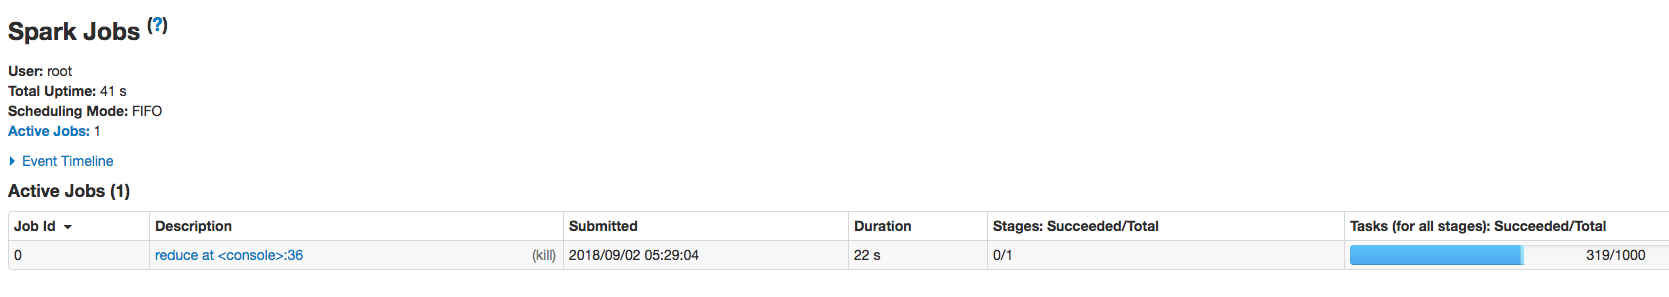 Spark Jobs (?)
User: root
Total Uptime: 41 s
Scheduling Mode: FIFO
Active Jobs: 1
Event Timeline
Active Jobs (1)
Job Id Description Submitted Duration Stages: Succeeded/Total Tasks (for all stages): Succeeded/Total
0 reduce at <console>:36 (kill) 2018/09/02 05:29:04 22 s 0/1 319/1000